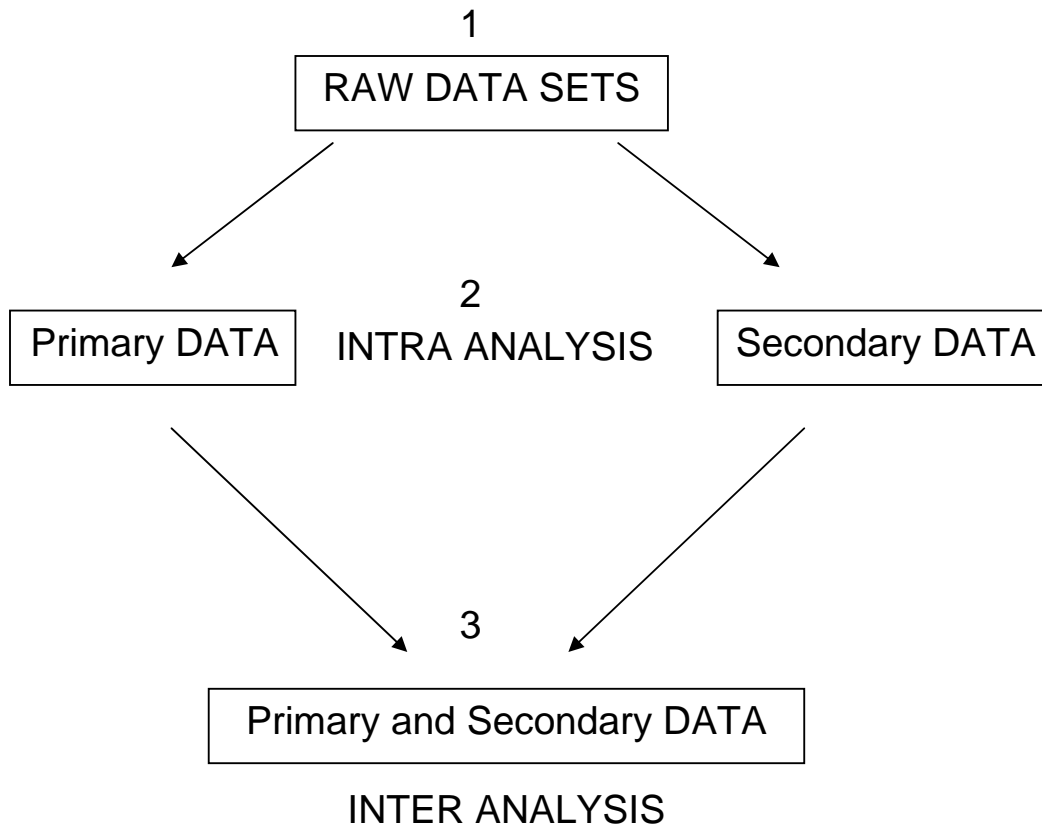 1
RAW DATA SETS
2
Primary DATA
INTRA ANALYSIS
Secondary DATA
3
Primary and Secondary DATA
INTER ANALYSIS